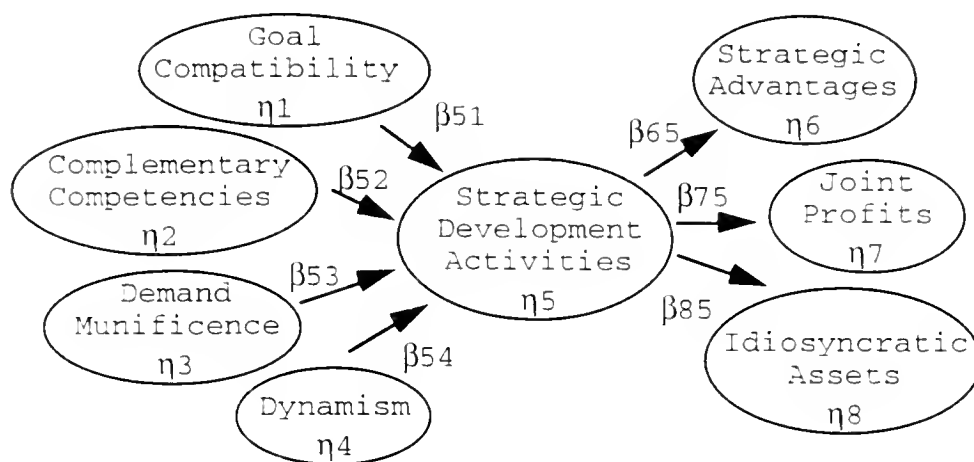 Goal
Compatibility
η1
β51
Complementary
Competencies
η2
β52
Demand
Munificence
η3
β53
Dynamism
η4
β54
Strategic
Development
Activities
η5
β65
Strategic
Advantages
η6
β75
Joint
Profits
η7
β85
Idiosyncratic
Assets
η8